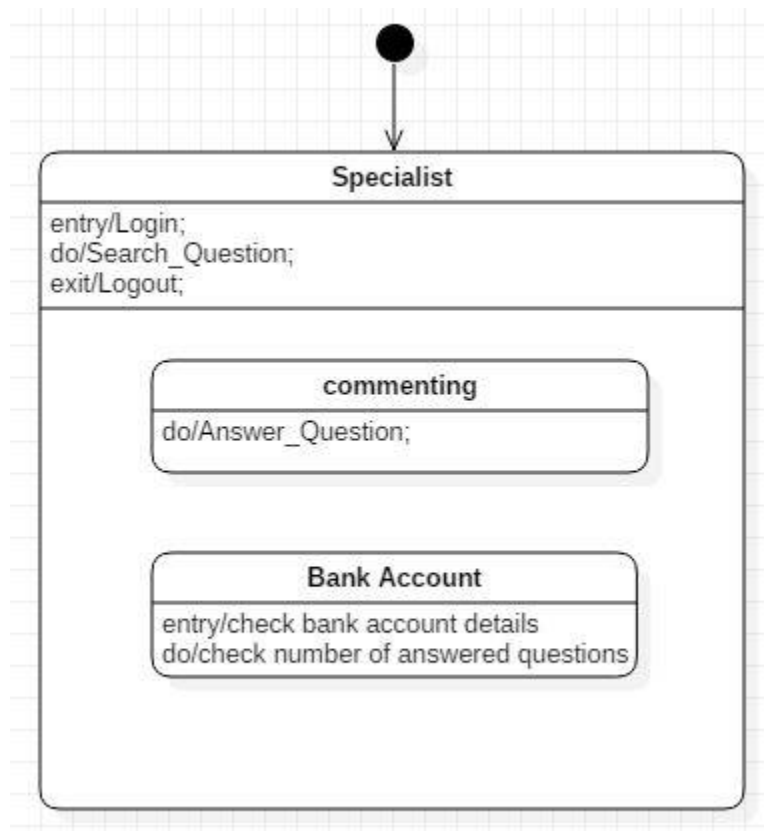 Specialist
entry/Login;
do/Search_Question;
exit/Logout;
commenting
do/Answer_Question;
Bank Account
entry/check bank account details
do/check number of answered questions